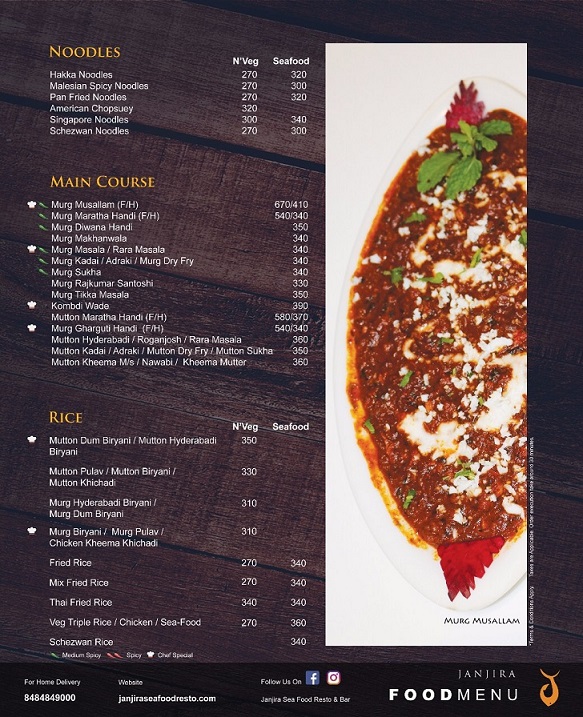 NOODLES
N'Veg Seafood
Hakka Noodles 270 320
Malesian Spicy Noodles 270 300
Pan Fried Noodles 270 320
American Chopsuey 320
Singapore Noodles 300 340
Schezwan Noodles 270 300
MAIN COURSE
Murg Musallam (F/H) 670/410
Murg Maratha Handi (F/H) 540/340
Murg Diwana Handi 350
Murg Makhanwala 340
Murg Masala / Rara Masala 340
Murg Kadai / Adraki / Murg Dry Fry 340
Murg Sukha 340
Murg Rajkumar Santoshi 330
Murg Tikka Masala 350
Kombdi Wade 390
Mutton Maratha Handi (F/H) 580/370
Murg Gharguti Handi (F/H) 540/340
Mutton Hyderabadi / Roganjosh / Rara Masala 360
Mutton Kadai / Adraki / Mutton Dry Fry / Mutton Sukha 350
Mutton Kheema M/s / Nawabi / Kheema Mutter 360
RICE
N'Veg Seafood
Mutton Dum Biryani / Mutton Hyderabadi 350
Biryani
Mutton Pulav / Mutton Biryani / 330
Mutton Khichadi
Murg Hyderabadi Biryani / 310
Murg Dum Biryani
Murg Biryani / Murg Pulav / 310
Chicken Kheema Khichadi
Fried Rice 270 340
Mix Fried Rice 270 340
Thai Fried Rice 340 340
Veg Triple Rice / Chicken / Sea-Food 270 360
Schezwan Rice 340
Medium Spicy Spicy Chef Special
MURG MUSALLAM
*Terms & Conditions Apply Taxes are Applicable. Order execution take around 30 minutes.
For Home Delivery
8484849000
Website
janjiraseafoodresto.com
Follow Us On
Janjira Sea Food Resto & Bar
JANJIRA
FOODMENU